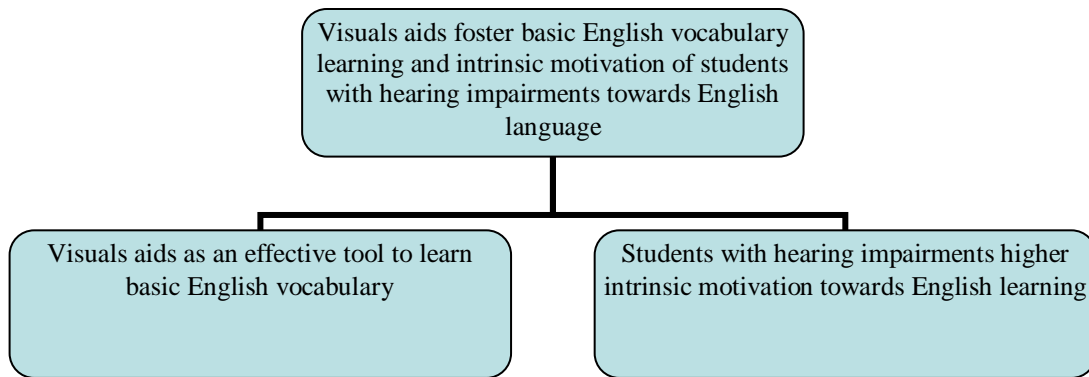 Visuals aids foster basic English vocabulary
learning and intrinsic motivation of students
with hearing impairments towards English
language
Visuals aids as an effective tool to learn
basic English vocabulary
Students with hearing impairments higher
intrinsic motivation towards English learning